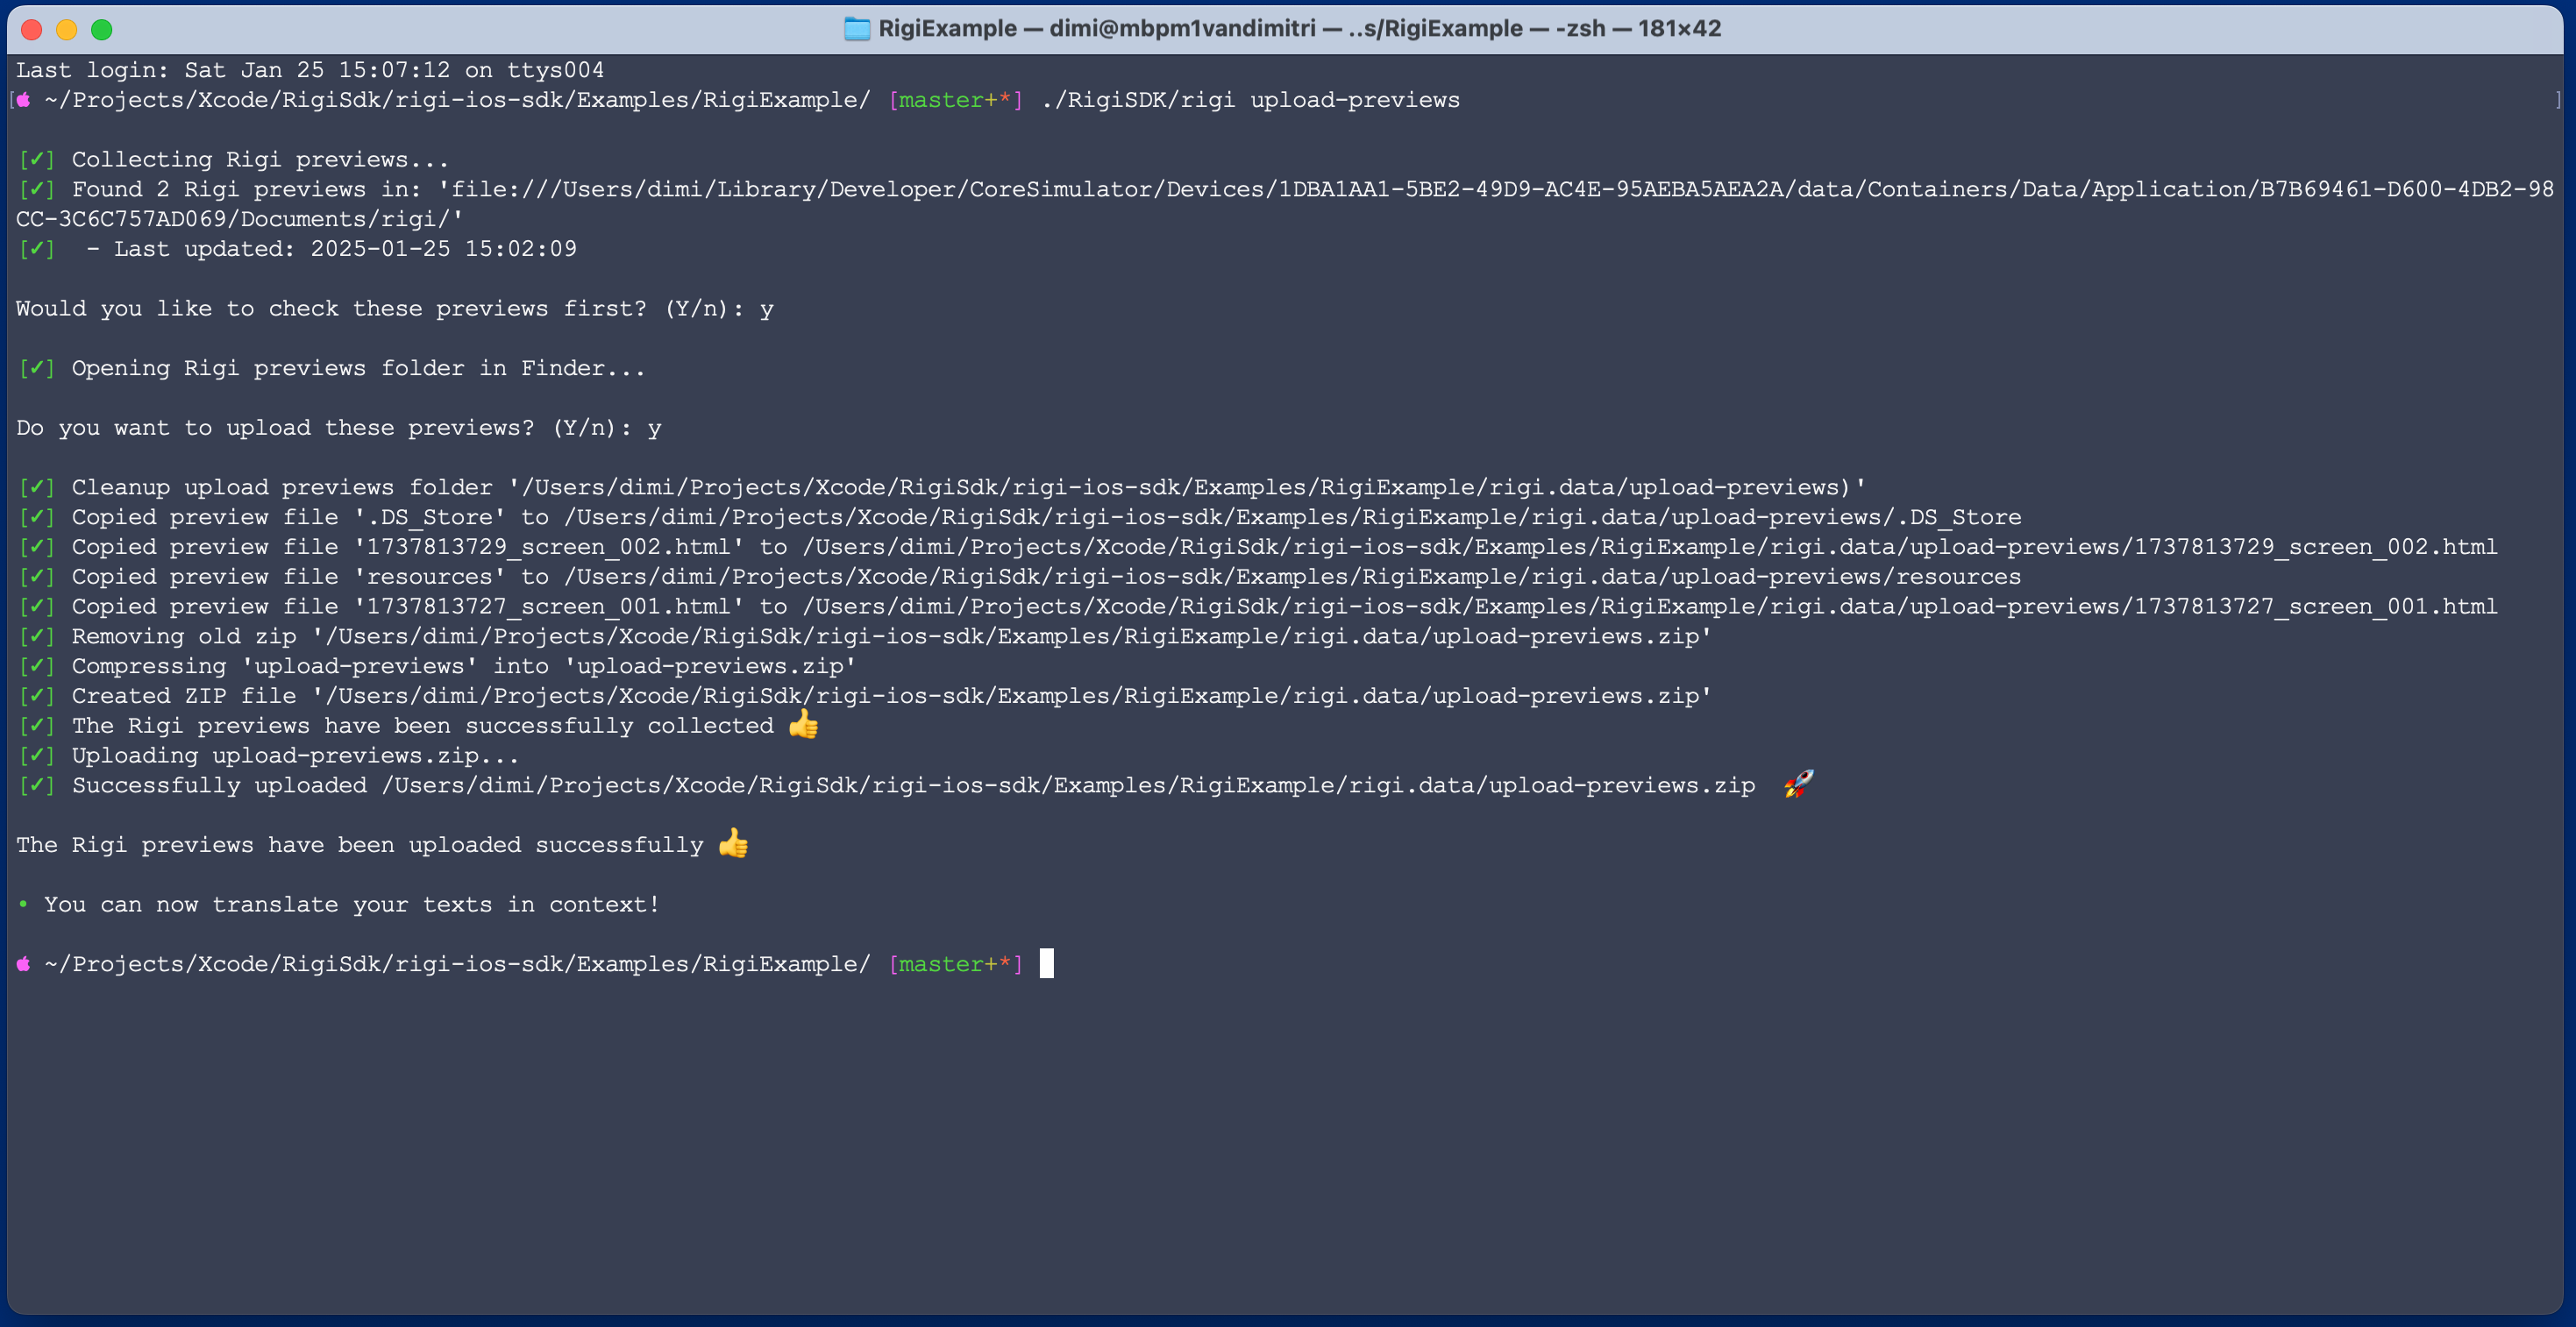 RigiExample — dimi@mbpm1vandimitri — ..s/RigiExample — -zsh — 181×42
Last login: Sat Jan 25 15:07:12 on ttys004
[ ~/Projects/Xcode/RigiSdk/rigi-ios-sdk/Examples/RigiExample/ [master+*] ./RigiSDK/rigi upload-previews ]
[✓] Collecting Rigi previews...
[✓] Found 2 Rigi previews in: 'file:///Users/dimi/Library/Developer/CoreSimulator/Devices/1DBA1AA1-5BE2-49D9-AC4E-95AEBA5AEA2A/data/Containers/Data/Application/B7B69461-D600-4DB2-98
CC-3C6C757AD069/Documents/rigi/'
[✓]  - Last updated: 2025-01-25 15:02:09
Would you like to check these previews first? (Y/n): y
[✓] Opening Rigi previews folder in Finder...
Do you want to upload these previews? (Y/n): y
[✓] Cleanup upload previews folder '/Users/dimi/Projects/Xcode/RigiSdk/rigi-ios-sdk/Examples/RigiExample/rigi.data/upload-previews)'
[✓] Copied preview file '.DS_Store' to /Users/dimi/Projects/Xcode/RigiSdk/rigi-ios-sdk/Examples/RigiExample/rigi.data/upload-previews/.DS_Store
[✓] Copied preview file '1737813729_screen_002.html' to /Users/dimi/Projects/Xcode/RigiSdk/rigi-ios-sdk/Examples/RigiExample/rigi.data/upload-previews/1737813729_screen_002.html
[✓] Copied preview file 'resources' to /Users/dimi/Projects/Xcode/RigiSdk/rigi-ios-sdk/Examples/RigiExample/rigi.data/upload-previews/resources
[✓] Copied preview file '1737813727_screen_001.html' to /Users/dimi/Projects/Xcode/RigiSdk/rigi-ios-sdk/Examples/RigiExample/rigi.data/upload-previews/1737813727_screen_001.html
[✓] Removing old zip '/Users/dimi/Projects/Xcode/RigiSdk/rigi-ios-sdk/Examples/RigiExample/rigi.data/upload-previews.zip'
[✓] Compressing 'upload-previews' into 'upload-previews.zip'
[✓] Created ZIP file '/Users/dimi/Projects/Xcode/RigiSdk/rigi-ios-sdk/Examples/RigiExample/rigi.data/upload-previews.zip'
[✓] The Rigi previews have been successfully collected 👍
[✓] Uploading upload-previews.zip...
[✓] Successfully uploaded /Users/dimi/Projects/Xcode/RigiSdk/rigi-ios-sdk/Examples/RigiExample/rigi.data/upload-previews.zip 🚀
The Rigi previews have been uploaded successfully 👍
• You can now translate your texts in context!
~/Projects/Xcode/RigiSdk/rigi-ios-sdk/Examples/RigiExample/ [master+*]